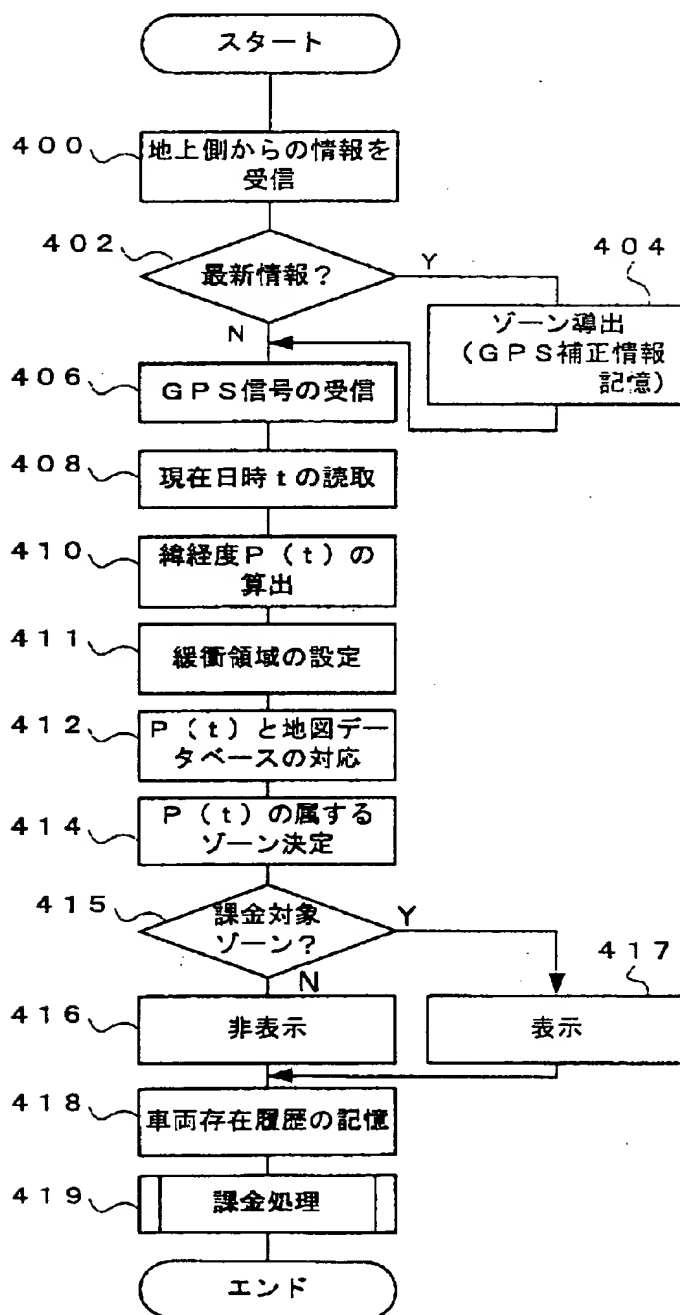 スタート
400
地上側からの情報を
受信
402
最新情報？
Y
N
404
ゾーン導出
（GPS補正情報
記憶）
406
GPS信号の受信
408
現在日時tの読取
410
緯経度P（t）の
算出
411
緩衝領域の設定
412
P（t）と地図デー
タベースの対応
414
P（t）の属する
ゾーン決定
415
課金対象
ゾーン？
Y
N
416
非表示
417
表示
418
車両存在履歴の記憶
419
課金処理
エンド